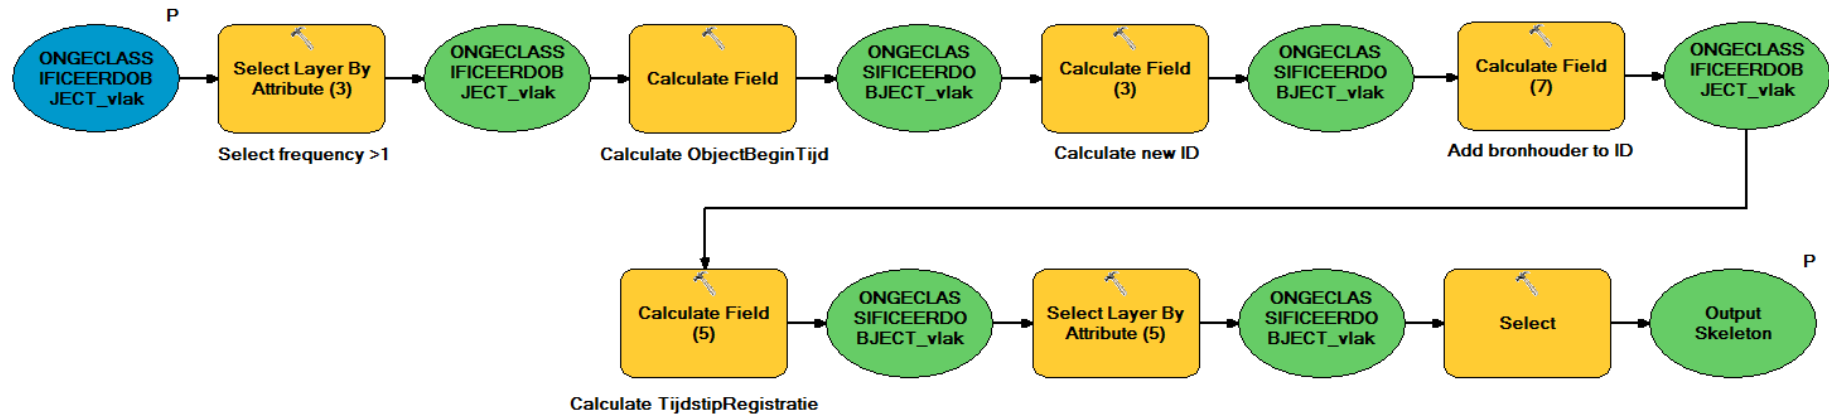 P
ONGECLASS
IFICEERDOB
JECT_vlak
Select Layer By
Attribute (3)
Select frequency >1
ONGECLASS
IFICEERDOB
JECT_vlak
Calculate Field
Calculate ObjectBeginTijd
ONGECLAS
SIFICEERDO
BJECT_vlak
Calculate Field
(3)
Calculate new ID
ONGECLAS
SIFICEERDO
BJECT_vlak
Calculate Field
(7)
Add bronhouder to ID
ONGECLASS
IFICEERDOB
JECT_vlak
Calculate Field
(5)
Calculate TijdstipRegistratie
ONGECLAS
SIFICEERDO
BJECT_vlak
Select Layer By
Attribute (5)
ONGECLAS
SIFICEERDO
BJECT_vlak
Select
P
Output
Skeleton